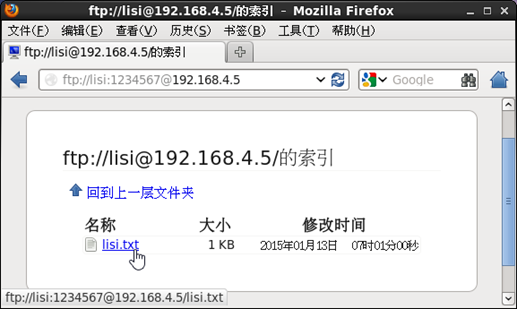 ftp://lisi@192.168.4.5/的索引 - Mozilla Firefox
文件(F) 编辑(E) 查看(V) 历史(S) 书签(B) 工具(T) 帮助(H)
ftp://lisi@192.168.4.5/的索引
ftp://lisi:1234567@192.168.4.5 Google
ftp://lisi@192.168.4.5/的索引
回到上一层文件夹
名称 大小 修改时间
lisi.txt 1 KB 2015年01月13日 07时01分00秒
ftp://lisi:1234567@192.168.4.5/lisi.txt